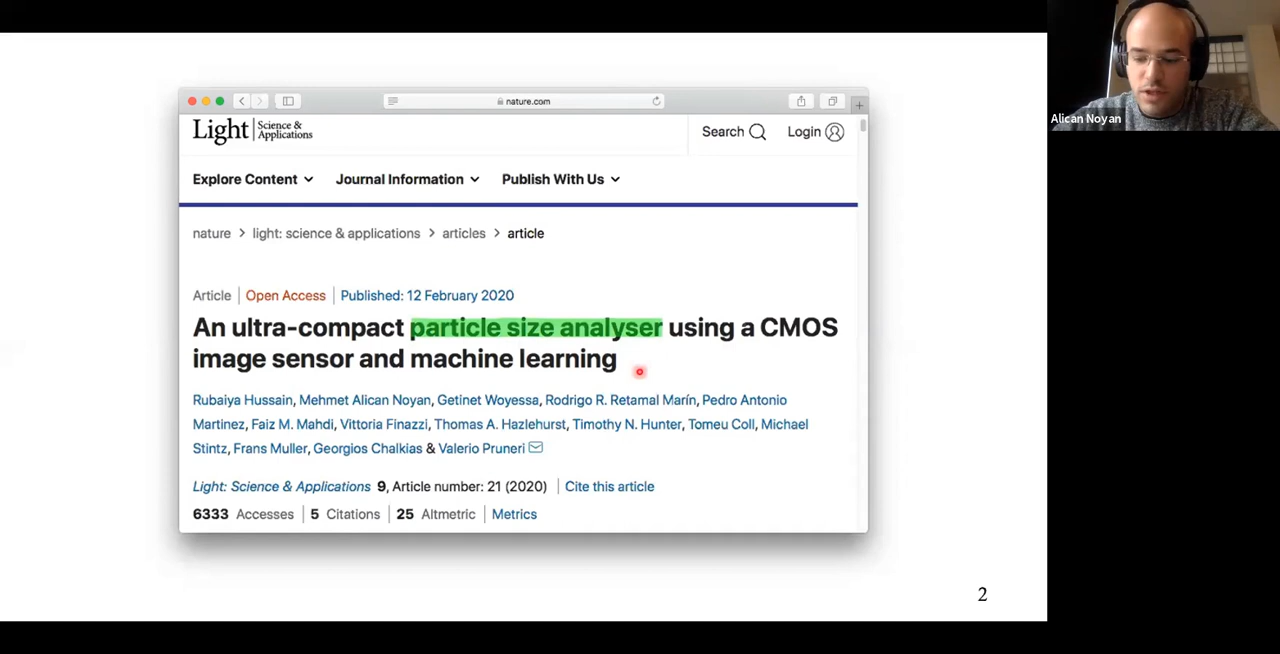 nature.com
Light Science & Applications
Search
Login
Explore Content
Journal Information
Publish With Us
nature > light: science & applications > articles > article
Article | Open Access | Published: 12 February 2020
An ultra-compact particle size analyser using a CMOS
image sensor and machine learning
Rubaiya Hussain, Mehmet Alican Noyan, Getinet Woyessa, Rodrigo R. Retamal Marín, Pedro Antonio
Martinez, Faiz M. Mahdi, Vittoria Finazzi, Thomas A. Hazlehurst, Timothy N. Hunter, Tomeu Coll, Michael
Stintz, Frans Muller, Georgios Chalkias & Valerio Pruneri
Light: Science & Applications 9, Article number: 21 (2020) | Cite this article
6333 Accesses | 5 Citations | 25 Altmetric | Metrics
2
Alican Noyan